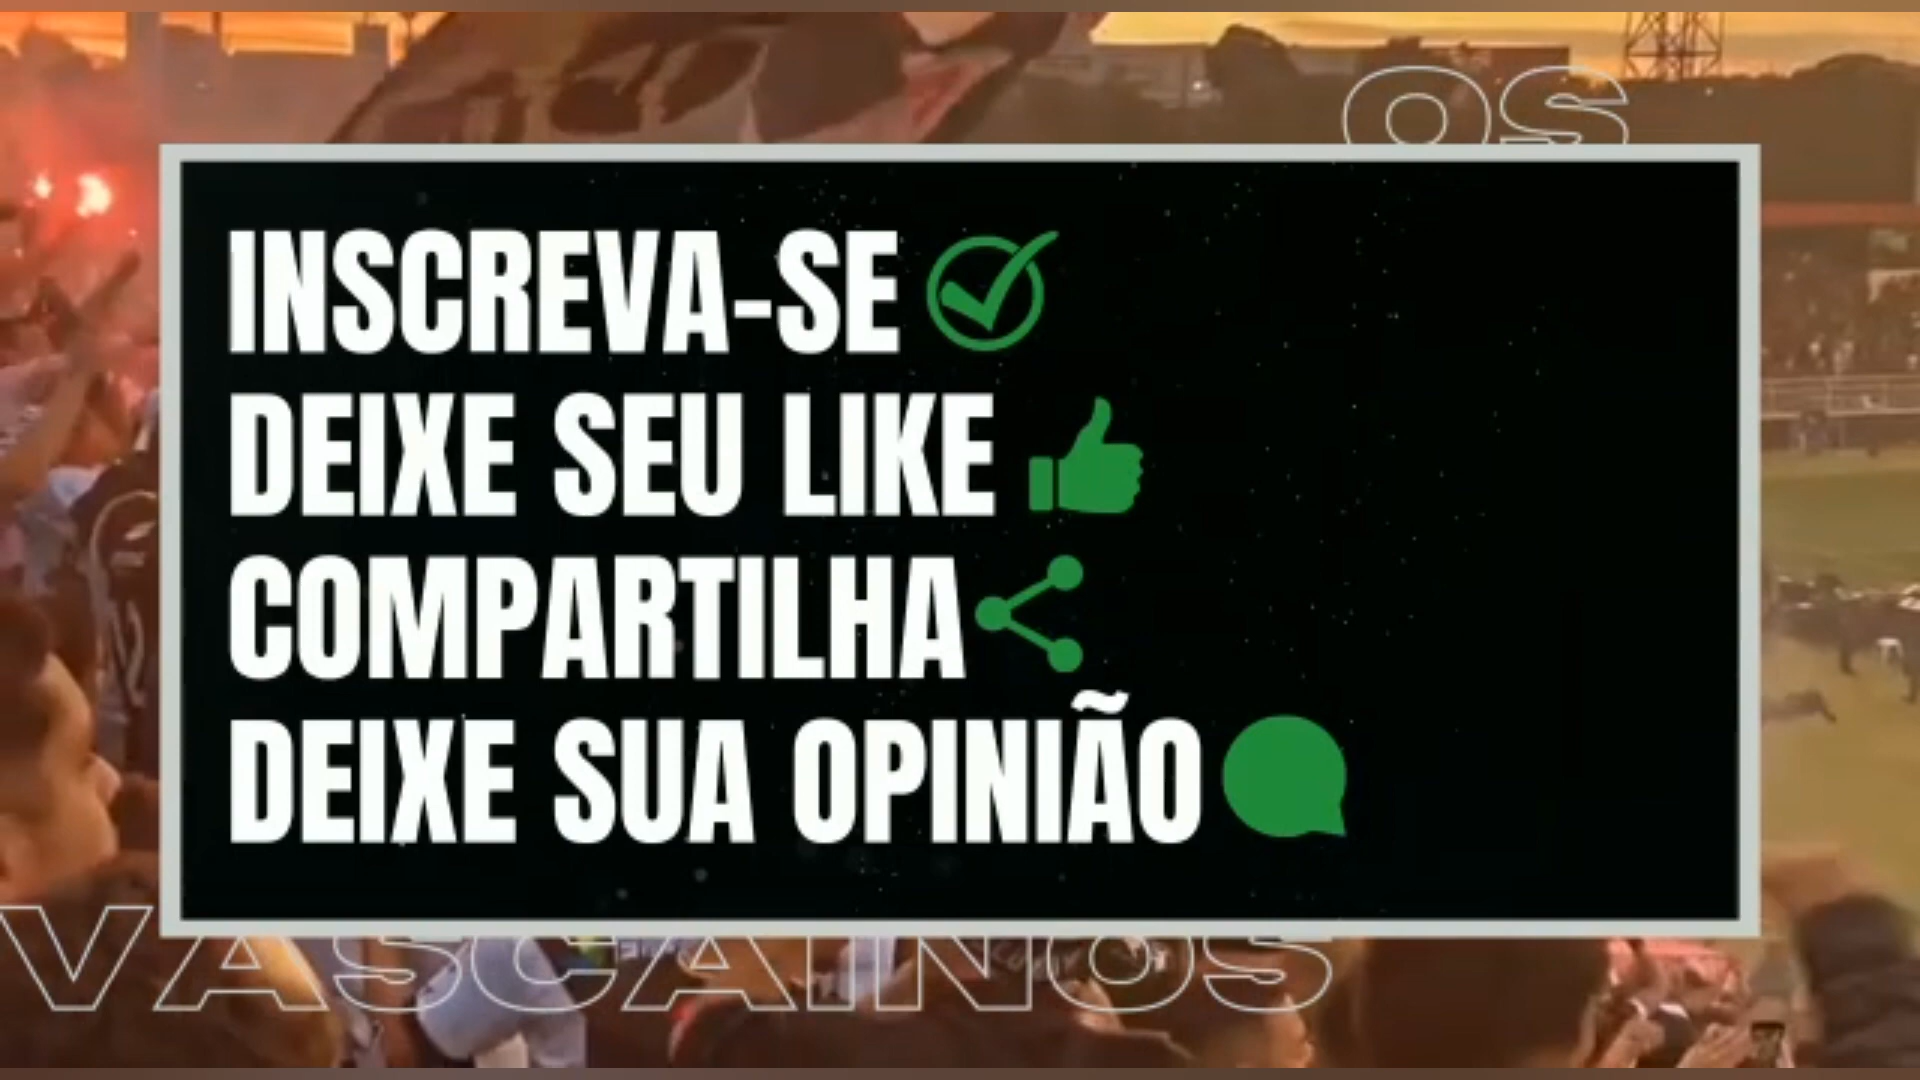 OS
INSCREVA-SE
DEIXE SEU LIKE
COMPARTILHA
DEIXE SUA OPINIÃO
VASCAINOS